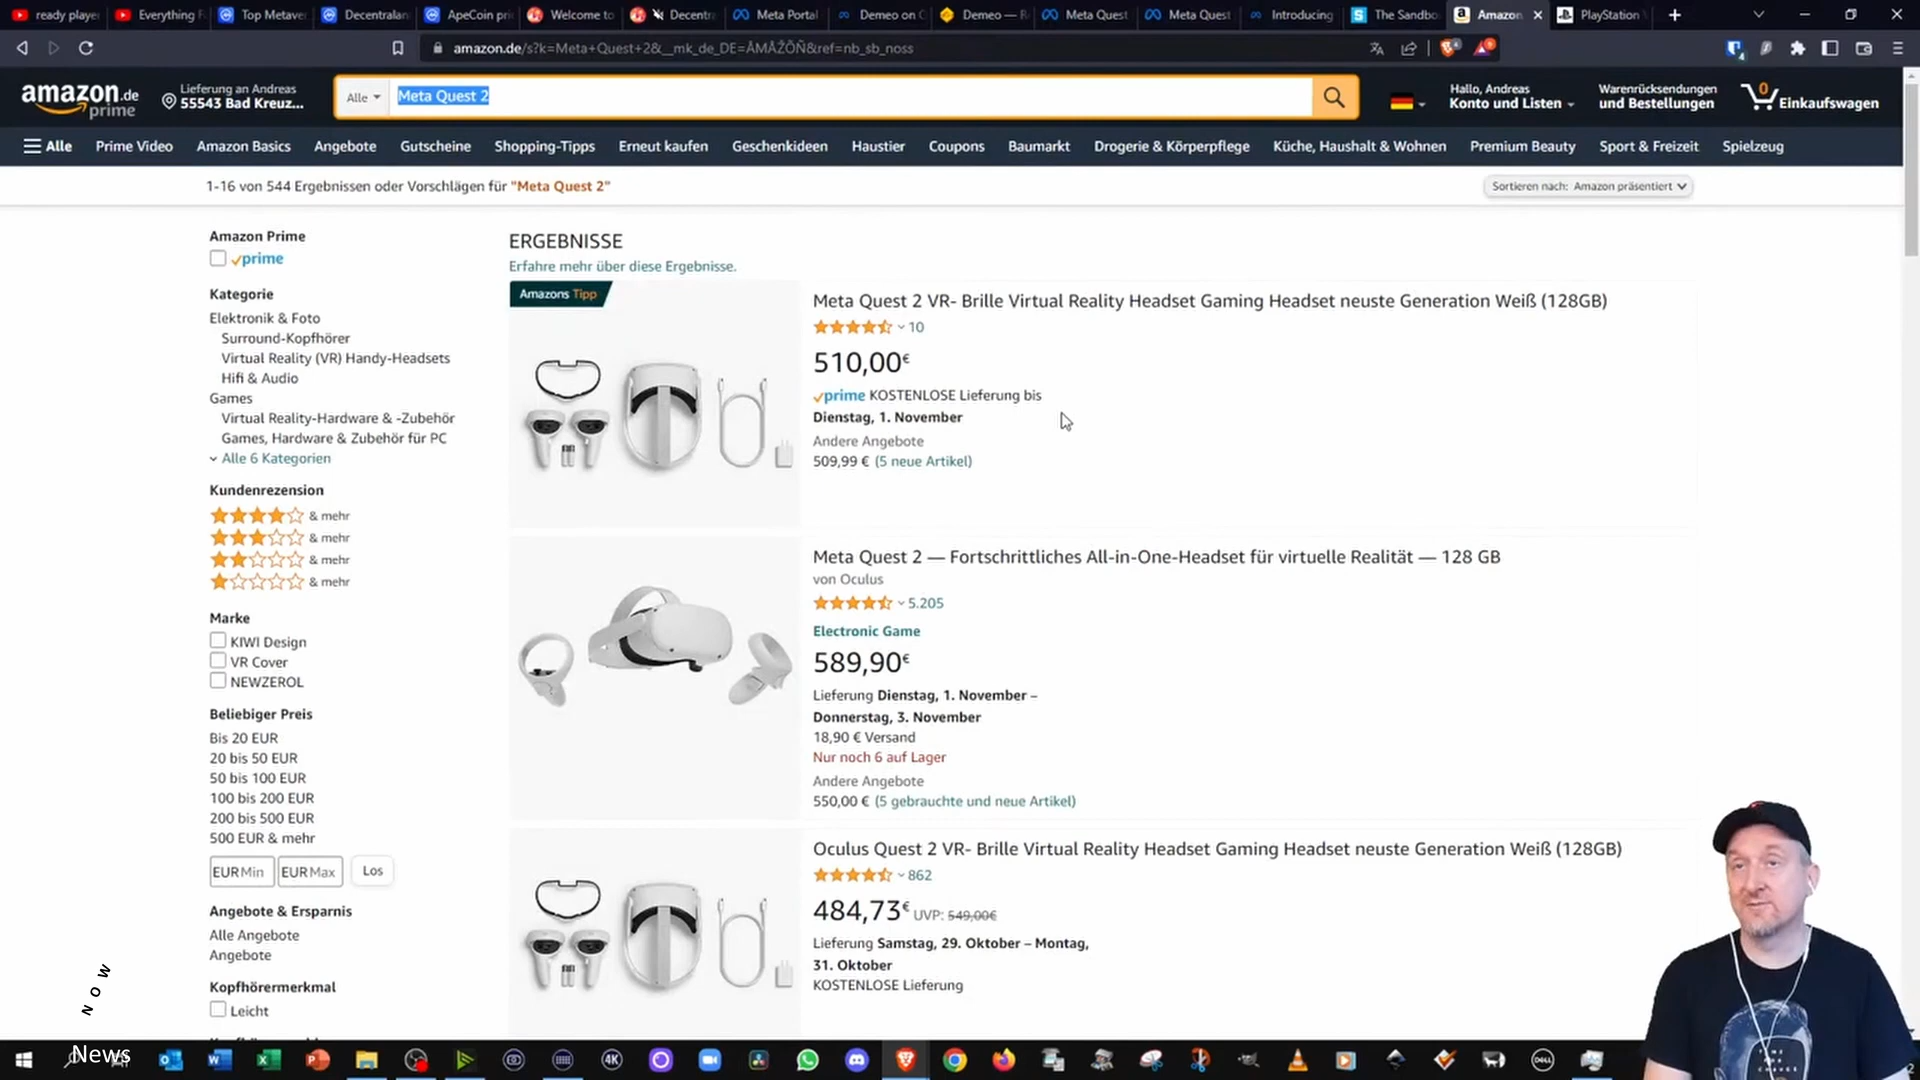 ready playe
Everything F
Top Metave
Decentralan
ApeCoin pri
Welcome to
Decentr
Meta Portal
Demeo on O
Demeo — R
Meta Quest
Meta Quest
Introducing
The Sandbo
Amazon
PlayStation
amazon.de/s?k=Meta+Quest+2&__mk_de_DE=ÅMÅŽÕÑ&ref=nb_sb_noss
amazon.de
prime
Lieferung an Andreas
55543 Bad Kreuz...
Alle
Meta Quest 2
Hallo, Andreas
Konto und Listen
Warenrücksendungen
und Bestellungen
0
Einkaufswagen
Alle
Prime Video
Amazon Basics
Angebote
Gutscheine
Shopping-Tipps
Erneut kaufen
Geschenkideen
Haustier
Coupons
Baumarkt
Drogerie & Körperpflege
Küche, Haushalt & Wohnen
Premium Beauty
Sport & Freizeit
Spielzeug
1-16 von 544 Ergebnissen oder Vorschlägen für "Meta Quest 2"
Sortieren nach: Amazon präsentiert
Amazon Prime
prime
Kategorie
Elektronik & Foto
Surround-Kopfhörer
Virtual Reality (VR) Handy-Headsets
Hifi & Audio
Games
Virtual Reality-Hardware & -Zubehör
Games, Hardware & Zubehör für PC
Alle 6 Kategorien
Kundenrezension
& mehr
& mehr
& mehr
& mehr
Marke
KIWI Design
VR Cover
NEWZEROL
Beliebiger Preis
Bis 20 EUR
20 bis 50 EUR
50 bis 100 EUR
100 bis 200 EUR
200 bis 500 EUR
500 EUR & mehr
EUR Min
EUR Max
Los
Angebote & Ersparnis
Alle Angebote
Angebote
Kopfhörermerkmal
Leicht
ERGEBNISSE
Erfahre mehr über diese Ergebnisse.
Amazons Tipp
Meta Quest 2 VR- Brille Virtual Reality Headset Gaming Headset neuste Generation Weiß (128GB)
10
510,00€
prime KOSTENLOSE Lieferung bis
Dienstag, 1. November
Andere Angebote
509,99 € (5 neue Artikel)
Meta Quest 2 — Fortschrittliches All-in-One-Headset für virtuelle Realität — 128 GB
von Oculus
5.205
Electronic Game
589,90€
Lieferung Dienstag, 1. November –
Donnerstag, 3. November
18,90 € Versand
Nur noch 6 auf Lager
Andere Angebote
550,00 € (5 gebrauchte und neue Artikel)
Oculus Quest 2 VR- Brille Virtual Reality Headset Gaming Headset neuste Generation Weiß (128GB)
862
484,73€ UVP: 549,00€
Lieferung Samstag, 29. Oktober – Montag,
31. Oktober
KOSTENLOSE Lieferung
NOW
News
4K
DELL